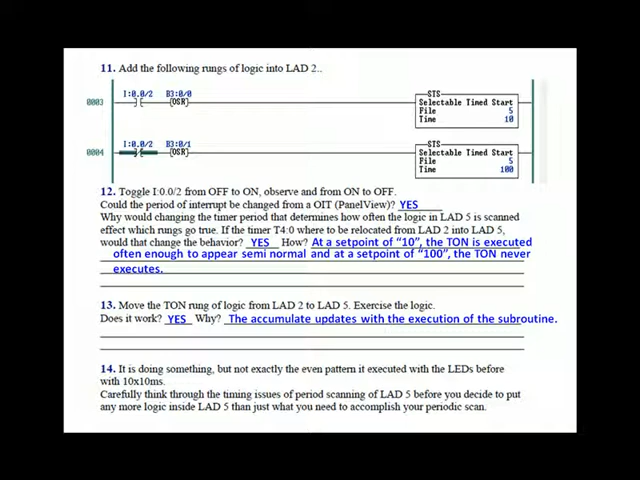 11. Add the following rungs of logic into LAD 2..
0003
I:0.0/2
B3:0/0
OSR
STS
Selectable Timed Start
File 5
Time 10
0004
I:0.0/2
B3:0/1
OSR
STS
Selectable Timed Start
File 5
Time 100
12. Toggle I:0.0/2 from OFF to ON, observe and from ON to OFF.
Could the period of interrupt be changed from a OIT (PanelView)? YES
Why would changing the timer period that determines how often the logic in LAD 5 is scanned
effect which rungs go true. If the timer T4:0 where to be relocated from LAD 2 into LAD 5,
would that change the behavior? YES How? At a setpoint of “10”, the TON is executed
often enough to appear semi normal and at a setpoint of “100”, the TON never
executes.
13. Move the TON rung of logic from LAD 2 to LAD 5. Exercise the logic.
Does it work? YES Why? The accumulate updates with the execution of the subroutine.
14. It is doing something, but not exactly the even pattern it executed with the LEDs before
with 10x10ms.
Carefully think through the timing issues of period scanning of LAD 5 before you decide to put
any more logic inside LAD 5 than just what you need to accomplish your periodic scan.